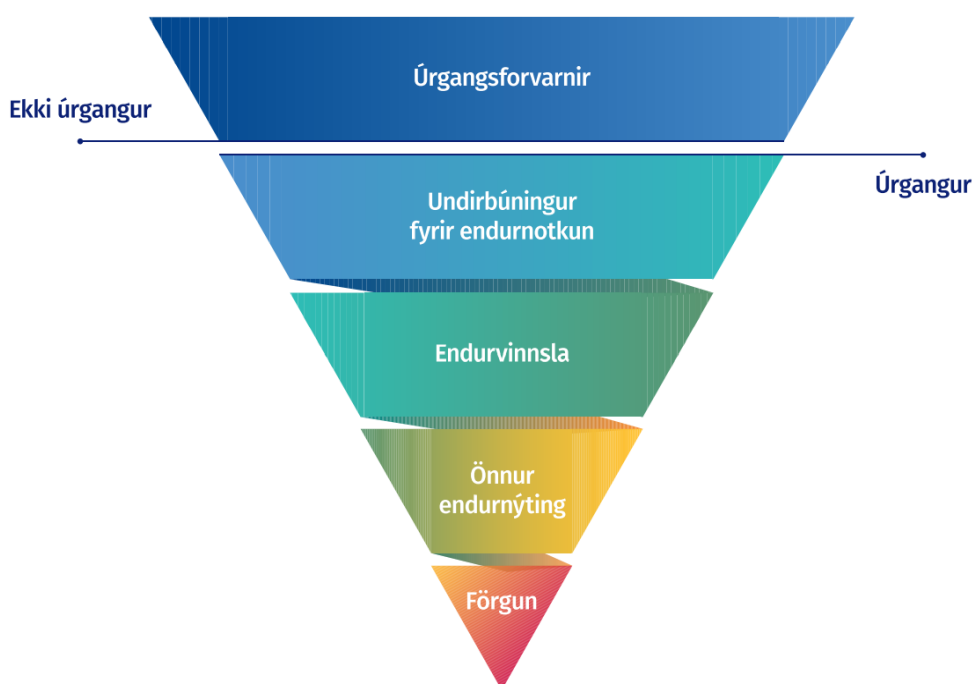 Úrgangsforvarnir
Ekki úrgangur
Úrgangur
Undirbúningur
fyrir endurnotkun
Endurvinnsla
Önnur
endurnýting
Förgun